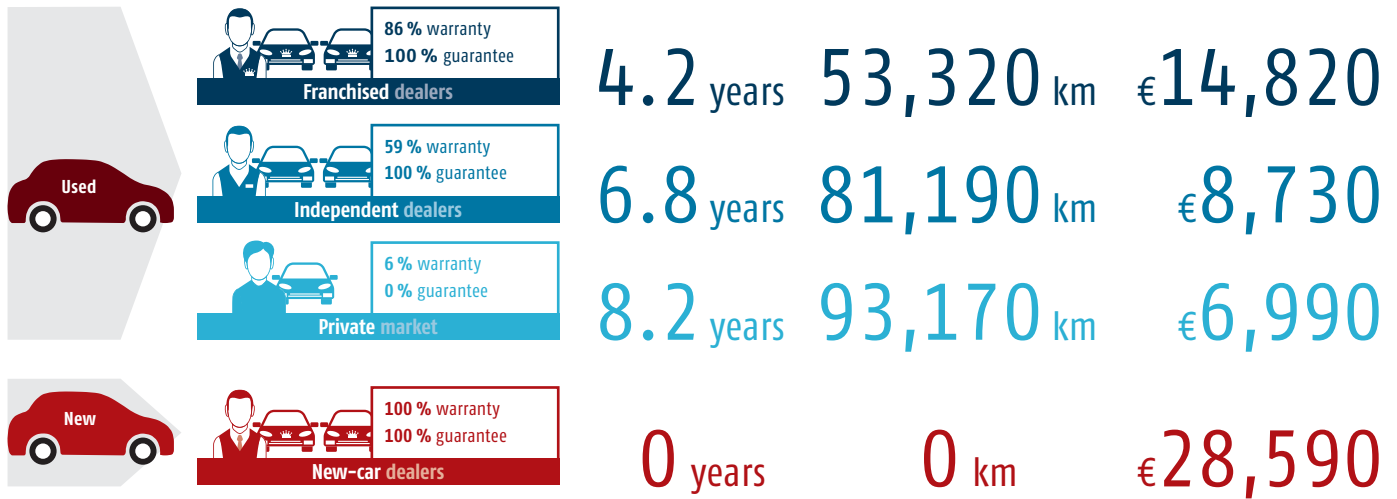 86 % warranty
100 % guarantee
Franchised dealers
4.2 years 53,320 km €14,820
Used
59 % warranty
100 % guarantee
Independent dealers
6.8 years 81,190 km €8,730
6 % warranty
0 % guarantee
Private market
8.2 years 93,170 km €6,990
New
100 % warranty
100 % guarantee
New-car dealers
0 years 0 km €28,590